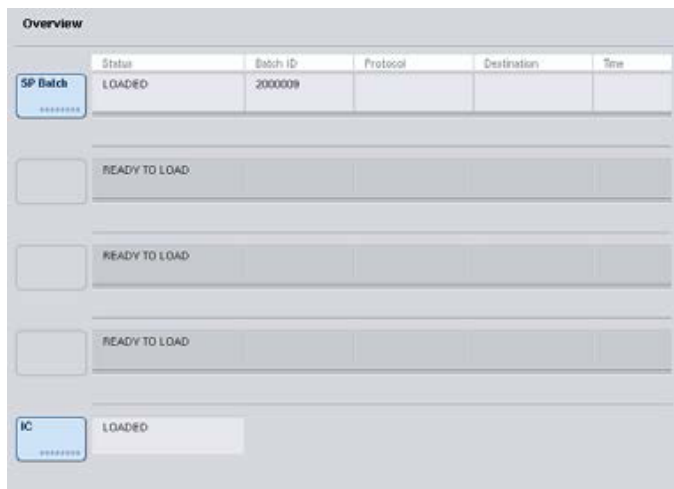 Overview
Status Batch ID Protocol Destination Time
SP Batch LOADED 2000009
READY TO LOAD
READY TO LOAD
READY TO LOAD
IC LOADED